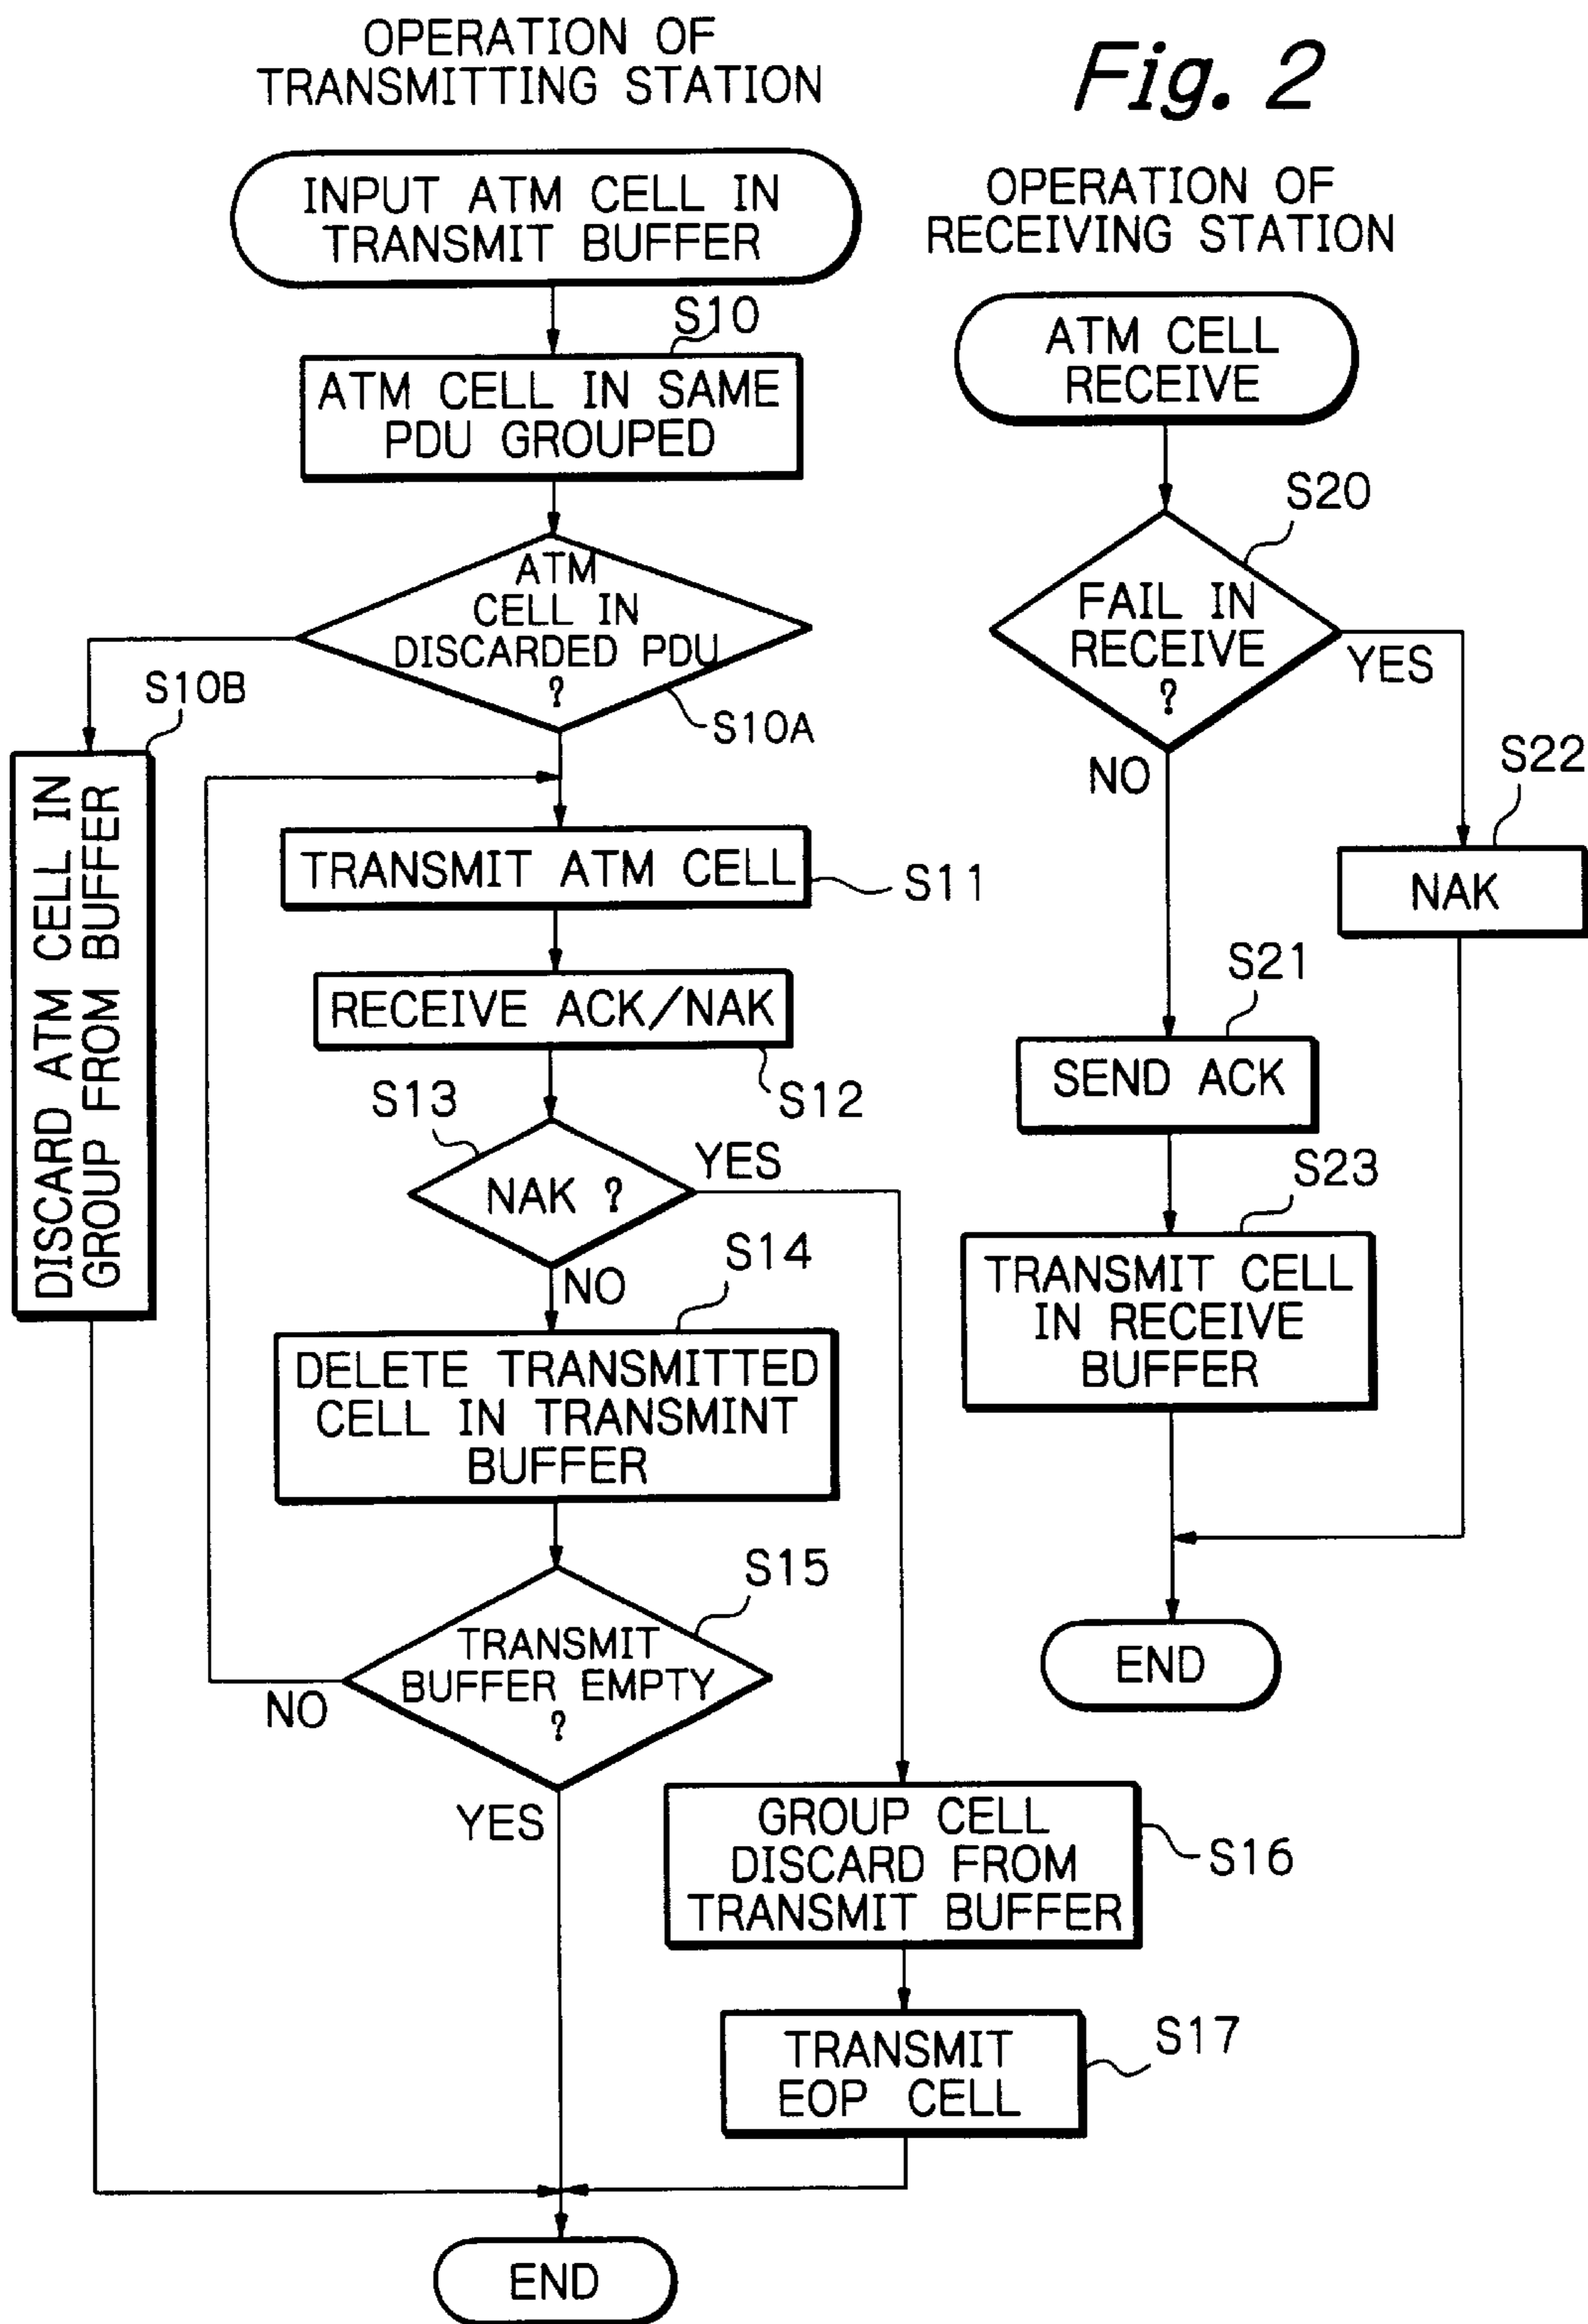 OPERATION OF
TRANSMITTING STATION
Fig. 2
INPUT ATM CELL IN
TRANSMIT BUFFER
S10
ATM CELL IN SAME
PDU GROUPED
ATM
CELL IN
DISCARDED PDU
?
S10A
S10B
DISCARD ATM CELL IN
GROUP FROM BUFFER
TRANSMIT ATM CELL
S11
RECEIVE ACK/NAK
S12
S13
NAK ?
YES
NO
S14
DELETE TRANSMITTED
CELL IN TRANSMINT
BUFFER
S15
TRANSMIT
BUFFER EMPTY
?
NO
YES
GROUP CELL
DISCARD FROM
TRANSMIT BUFFER
S16
TRANSMIT
EOP CELL
S17
END
OPERATION OF
RECEIVING STATION
ATM CELL
RECEIVE
S20
FAIL IN
RECEIVE
?
YES
NO
S22
NAK
S21
SEND ACK
S23
TRANSMIT CELL
IN RECEIVE
BUFFER
END